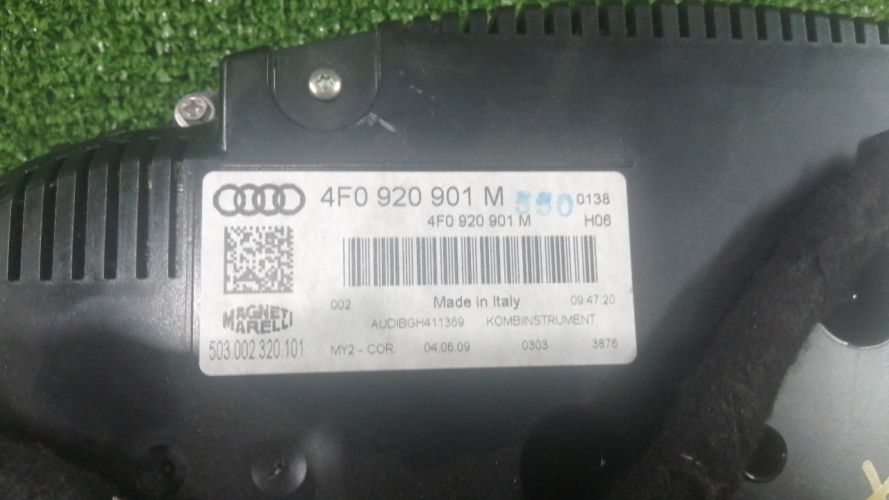 4F0 920 901 M 590 0138
4F0 920 901 M H06
002 Made in Italy 09:47 20
MAGNETI MARELLI
AUDIBGH411369 KOMBIINSTRUMENT
503.002.320.101 MY2 - COR 04.06.09 0303 3876